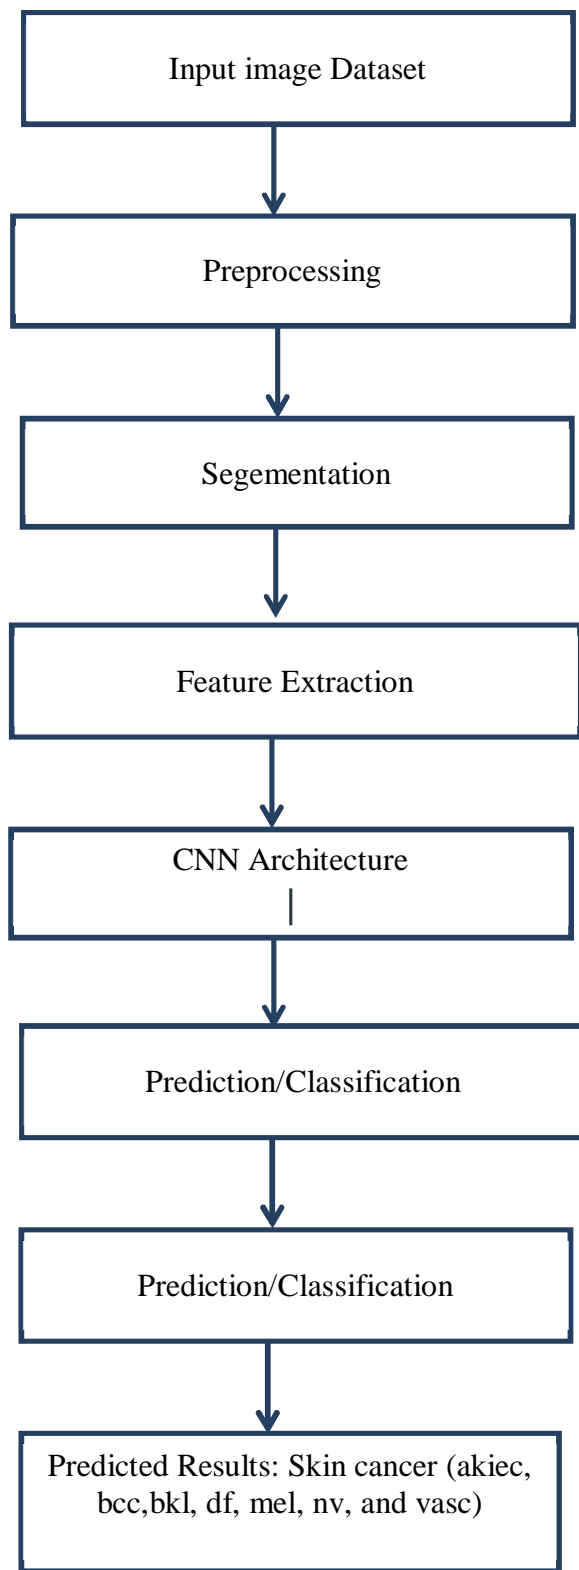 Input image Dataset
Preprocessing
Segementation
Feature Extraction
CNN Architecture
Prediction/Classification
Prediction/Classification
Predicted Results: Skin cancer (akiec,
bcc,bkl, df, mel, nv, and vasc)